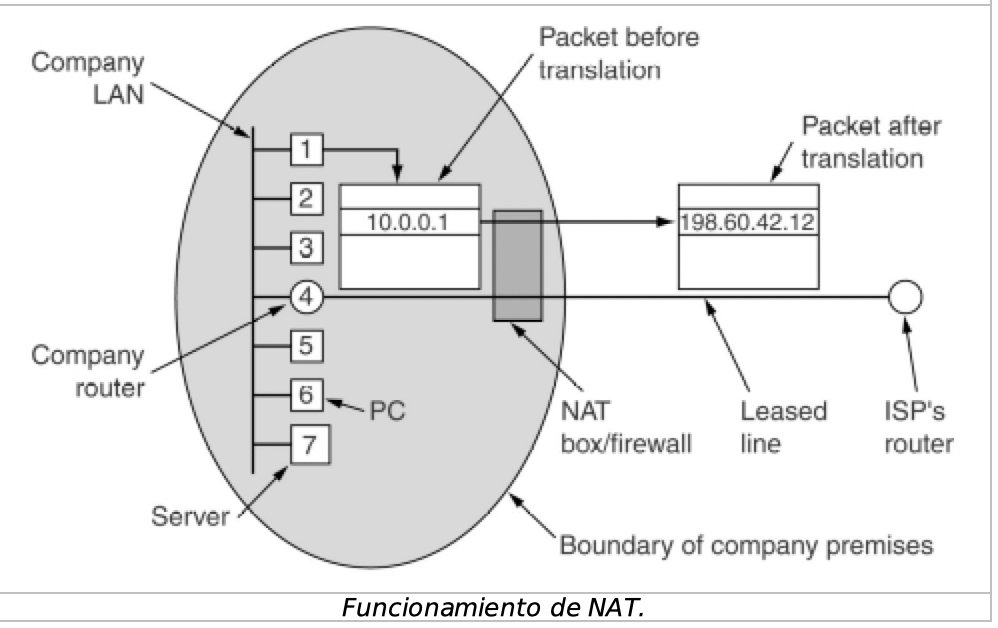 Packet before
translation
Company
LAN
Packet after
translation
1
2
10.0.0.1
198.60.42.12
3
4
5
Company
router
6
PC
NAT
box/firewall
Leased
line
ISP's
router
7
Server
Boundary of company premises
Funcionamiento de NAT.